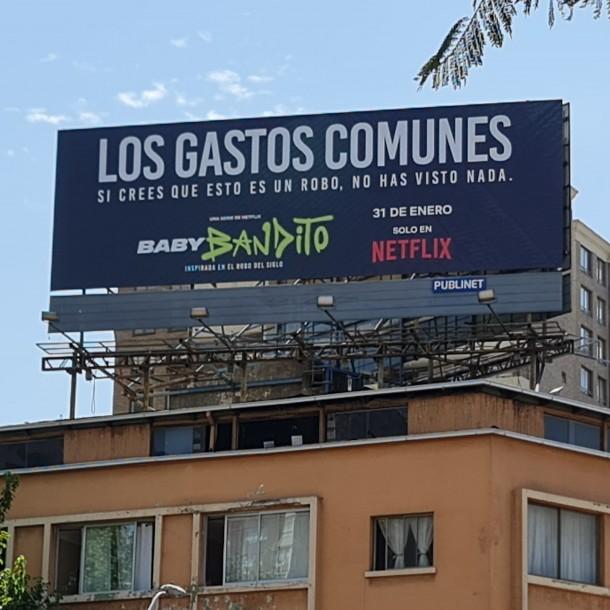 LOS GASTOS COMUNES
SI CREES QUE ESTO ES UN ROBO, NO HAS VISTO NADA.
UNA SERIE DE NETFLIX
BABY BANDITO
INSPIRADA EN EL ROBO DEL SIGLO
31 DE ENERO
SOLO EN
NETFLIX
PUBLINET